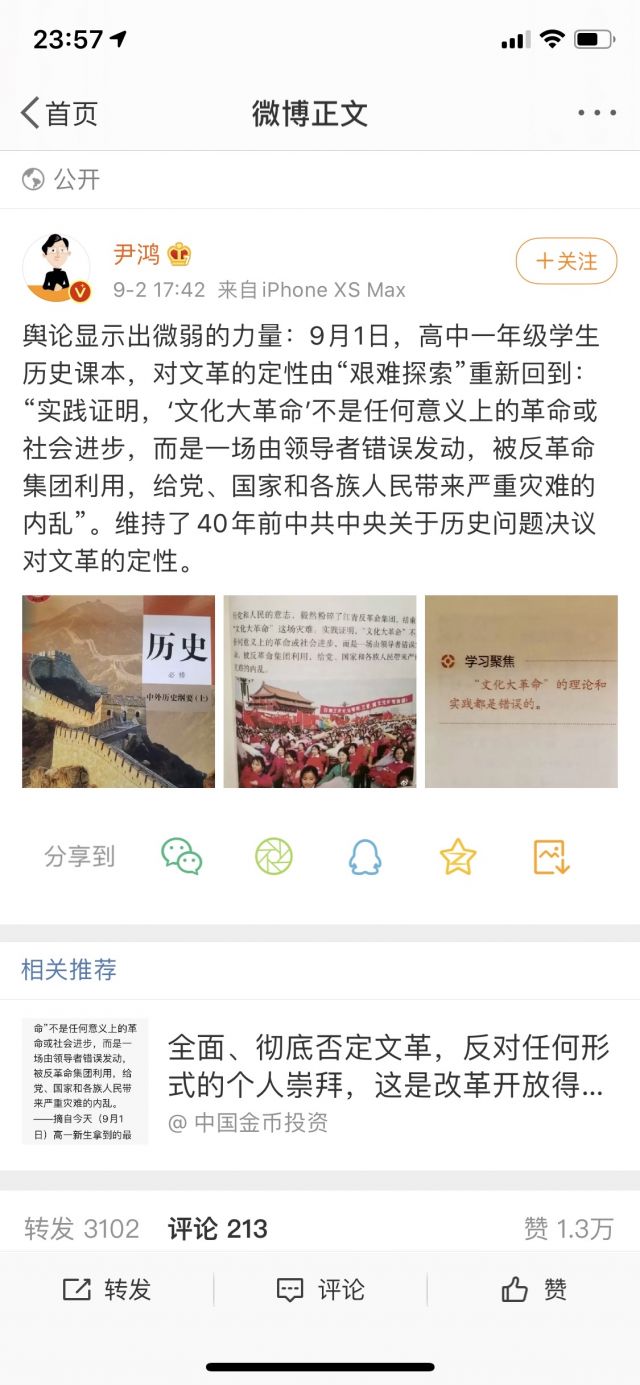 23:57
首页
微博正文
公开
尹鸿
9-2 17:42 来自iPhone XS Max
＋关注
舆论显示出微弱的力量：9月1日，高中一年级学生
历史课本，对文革的定性由“艰难探索”重新回到：
“实践证明，‘文化大革命’不是任何意义上的革命或
社会进步，而是一场由领导者错误发动，被反革命
集团利用，给党、国家和各族人民带来严重灾难的
内乱”。维持了40年前中共中央关于历史问题决议
对文革的定性。
历史
必修
中外历史纲要(上)
党和人民的意志，毅然粉碎了江青反革命集团，结束
“文化大革命”这场灾难。实践证明，“文化大革命”不
何意义上的革命或社会进步，而是一场由领导者错误
被反革命集团利用，给党、国家和各族人民带来严
灾难的内乱。
学习聚焦
“文化大革命”的理论和
实践都是错误的。
分享到
相关推荐
命”不是任何意义上的革
命或社会进步，而是一
场由领导者错误发动，
被反革命集团利用，给
党、国家和各族人民带
来严重灾难的内乱。
——摘自今天（9月1
日）高一新生拿到的最
全面、彻底否定文革，反对任何形
式的个人崇拜，这是改革开放得...
@ 中国金币投资
转发 3102 评论 213 赞 1.3万
转发 评论 赞